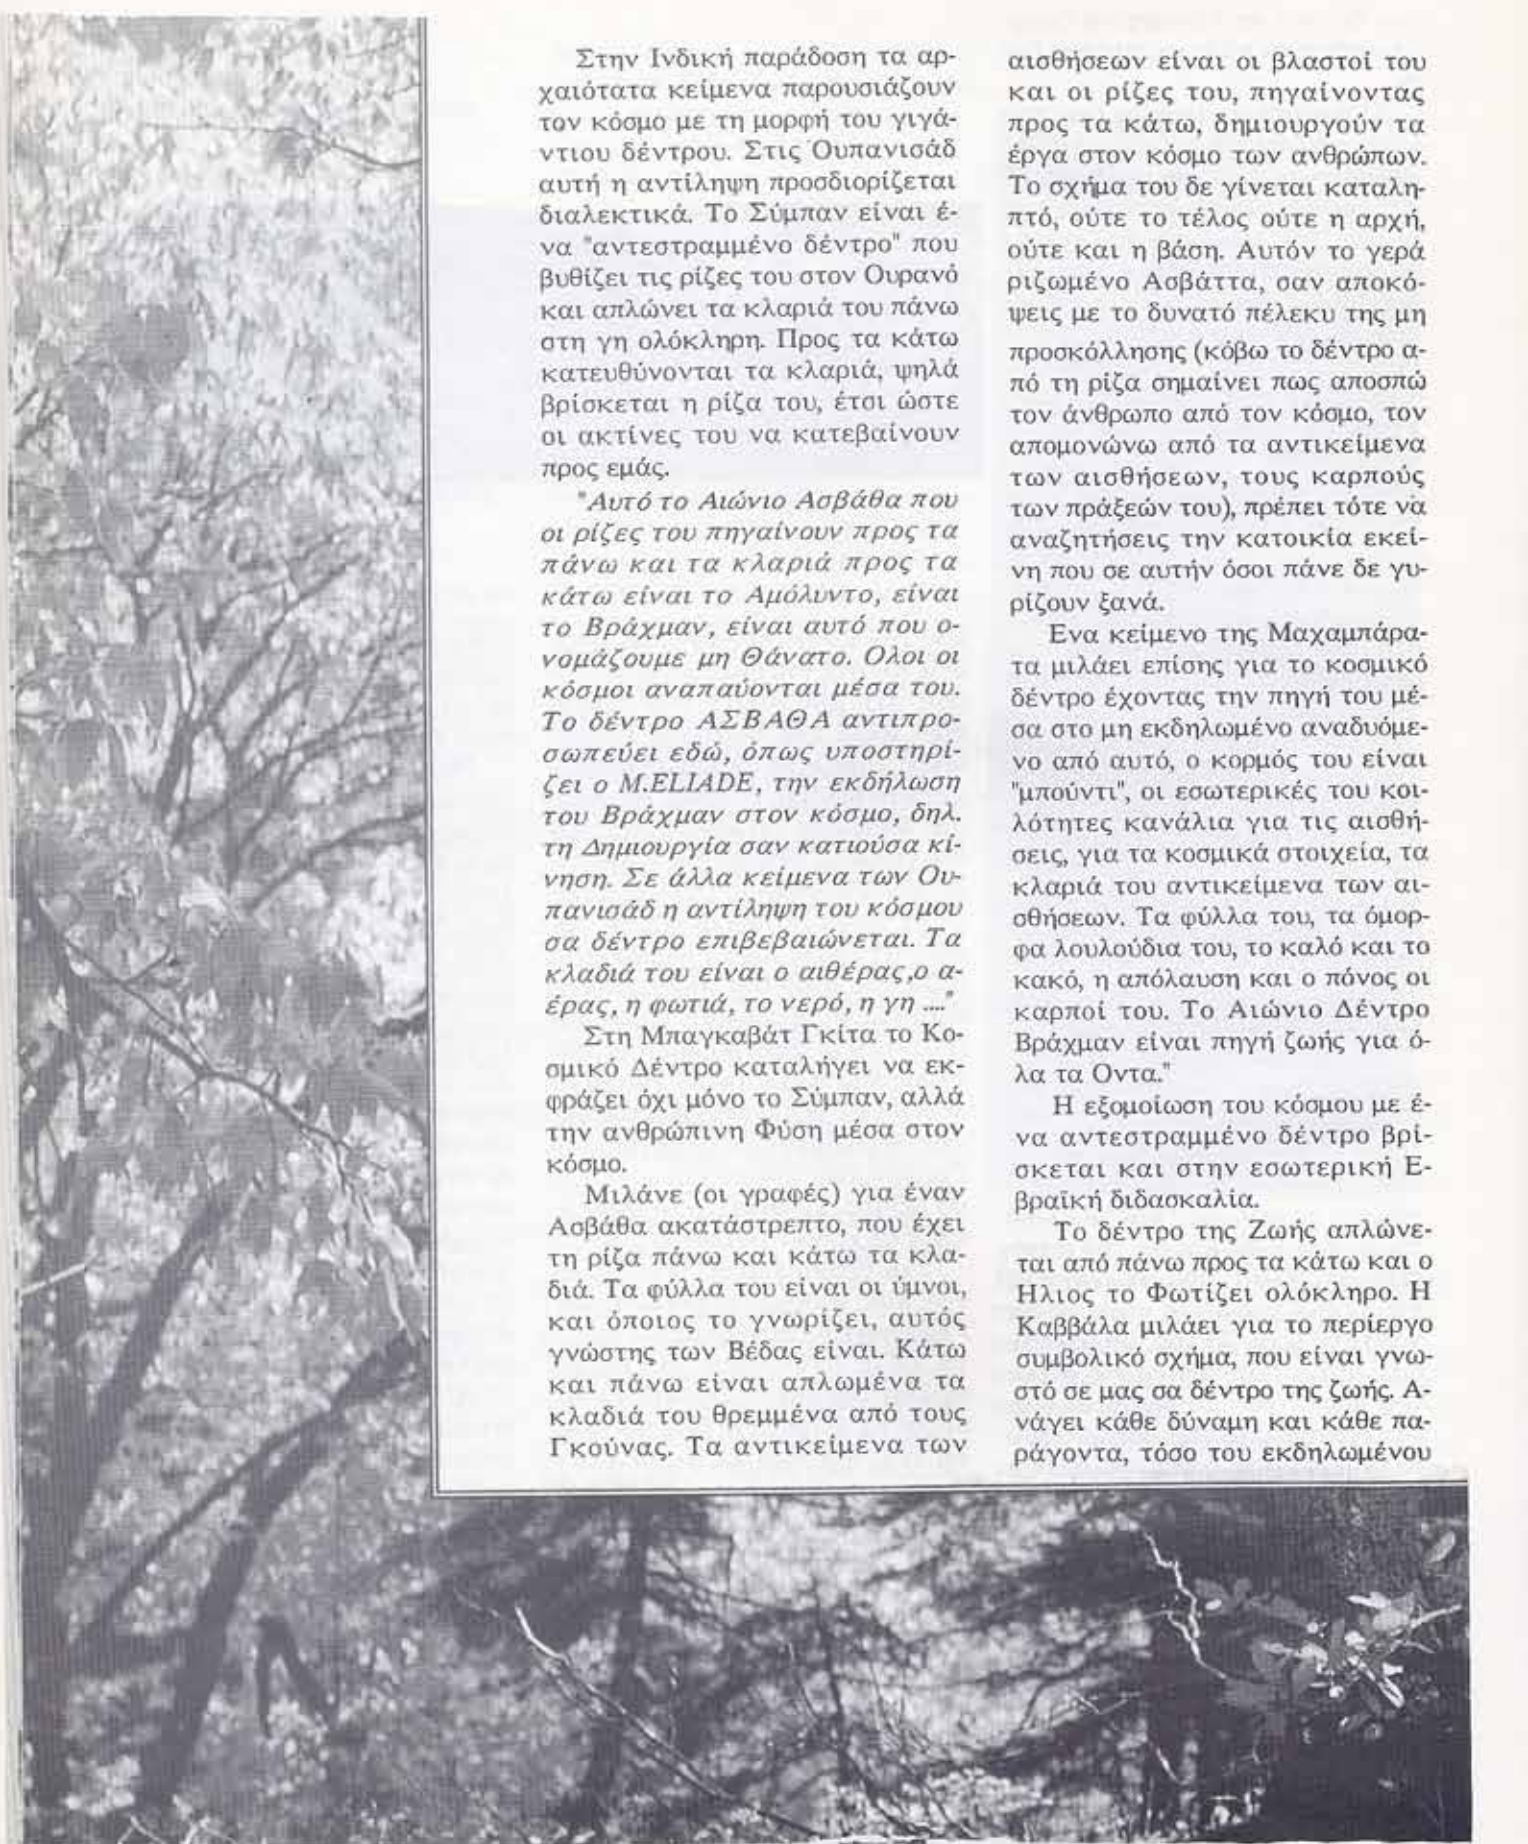 Στην Ινδική παράδοση τα αρ-
χαιότατα κείμενα παρουσιάζουν
τον κόσμο με τη μορφή του γιγά-
ντιου δέντρου. Στις Ουπανισάδ
αυτή η αντίληψη προσδιορίζεται
διαλεκτικά. Το Σύμπαν είναι έ-
να "αντεστραμμένο δέντρο" που
βυθίζει τις ρίζες του στον Ουρανό
και απλώνει τα κλαριά του πάνω
στη γη ολόκληρη. Προς τα κάτω
κατευθύνονται τα κλαριά, ψηλά
βρίσκεται η ρίζα του, έτσι ώστε
οι ακτίνες του να κατεβαίνουν
προς εμάς.
"Αυτό το Αιώνιο Ασβάθα που
οι ρίζες του πηγαίνουν προς τα
πάνω και τα κλαριά προς τα
κάτω είναι το Αμόλυντο, είναι
το Βράχμαν, είναι αυτό που ο-
νομάζουμε μη Θάνατο. Ολοι οι
κόσμοι αναπαύονται μέσα του.
Το δέντρο ΑΣΒΑΘΑ αντιπρο-
σωπεύει εδώ, όπως υποστηρί-
ζει ο M.ELIADE, την εκδήλωση
του Βράχμαν στον κόσμο, δηλ.
τη Δημιουργία σαν κατιούσα κί-
νηση. Σε άλλα κείμενα των Ου-
πανισάδ η αντίληψη του κόσμου
σα δέντρο επιβεβαιώνεται. Τα
κλαδιά του είναι ο αιθέρας,ο α-
έρας, η φωτιά, το νερό, η γη ...."
Στη Μπαγκαβάτ Γκίτα το Κο-
σμικό Δέντρο καταλήγει να εκ-
φράζει όχι μόνο το Σύμπαν, αλλά
την ανθρώπινη Φύση μέσα στον
κόσμο.
Μιλάνε (οι γραφές) για έναν
Ασβάθα ακατάστρεπτο, που έχει
τη ρίζα πάνω και κάτω τα κλα-
διά. Τα φύλλα του είναι οι ύμνοι,
και όποιος το γνωρίζει, αυτός
γνώστης των Βέδας είναι. Κάτω
και πάνω είναι απλωμένα τα
κλαδιά του θρεμμένα από τους
Γκούνας. Τα αντικείμενα των
αισθήσεων είναι οι βλαστοί του
και οι ρίζες του, πηγαίνοντας
προς τα κάτω, δημιουργούν τα
έργα στον κόσμο των ανθρώπων.
Το σχήμα του δε γίνεται καταλη-
πτό, ούτε το τέλος ούτε η αρχή,
ούτε και η βάση. Αυτόν το γερά
ριζωμένο Ασβάττα, σαν αποκό-
ψεις με το δυνατό πέλεκυ της μη
προσκόλλησης (κόβω το δέντρο α-
πό τη ρίζα σημαίνει πως αποσπώ
τον άνθρωπο από τον κόσμο, τον
απομονώνω από τα αντικείμενα
των αισθήσεων, τους καρπούς
των πράξεών του), πρέπει τότε να
αναζητήσεις την κατοικία εκεί-
νη που σε αυτήν όσοι πάνε δε γυ-
ρίζουν ξανά.
Ενα κείμενο της Μαχαμπάρα-
τα μιλάει επίσης για το κοσμικό
δέντρο έχοντας την πηγή του μέ-
σα στο μη εκδηλωμένο αναδυόμε-
νο από αυτό, ο κορμός του είναι
"μπούντι", οι εσωτερικές του κοι-
λότητες κανάλια για τις αισθή-
σεις, για τα κοσμικά στοιχεία, τα
κλαριά του αντικείμενα των αι-
σθήσεων. Τα φύλλα του, τα όμορ-
φα λουλούδια του, το καλό και το
κακό, η απόλαυση και ο πόνος οι
καρποί του. Το Αιώνιο Δέντρο
Βράχμαν είναι πηγή ζωής για ό-
λα τα Οντα."
Η εξομοίωση του κόσμου με έ-
να αντεστραμμένο δέντρο βρί-
σκεται και στην εσωτερική Ε-
βραϊκή διδασκαλία.
Το δέντρο της Ζωής απλώνε-
ται από πάνω προς τα κάτω και ο
Ηλιος το Φωτίζει ολόκληρο. Η
Καββάλα μιλάει για το περίεργο
συμβολικό σχήμα, που είναι γνω-
στό σε μας σα δέντρο της ζωής. Α-
νάγει κάθε δύναμη και κάθε πα-
ράγοντα, τόσο του εκδηλωμένου